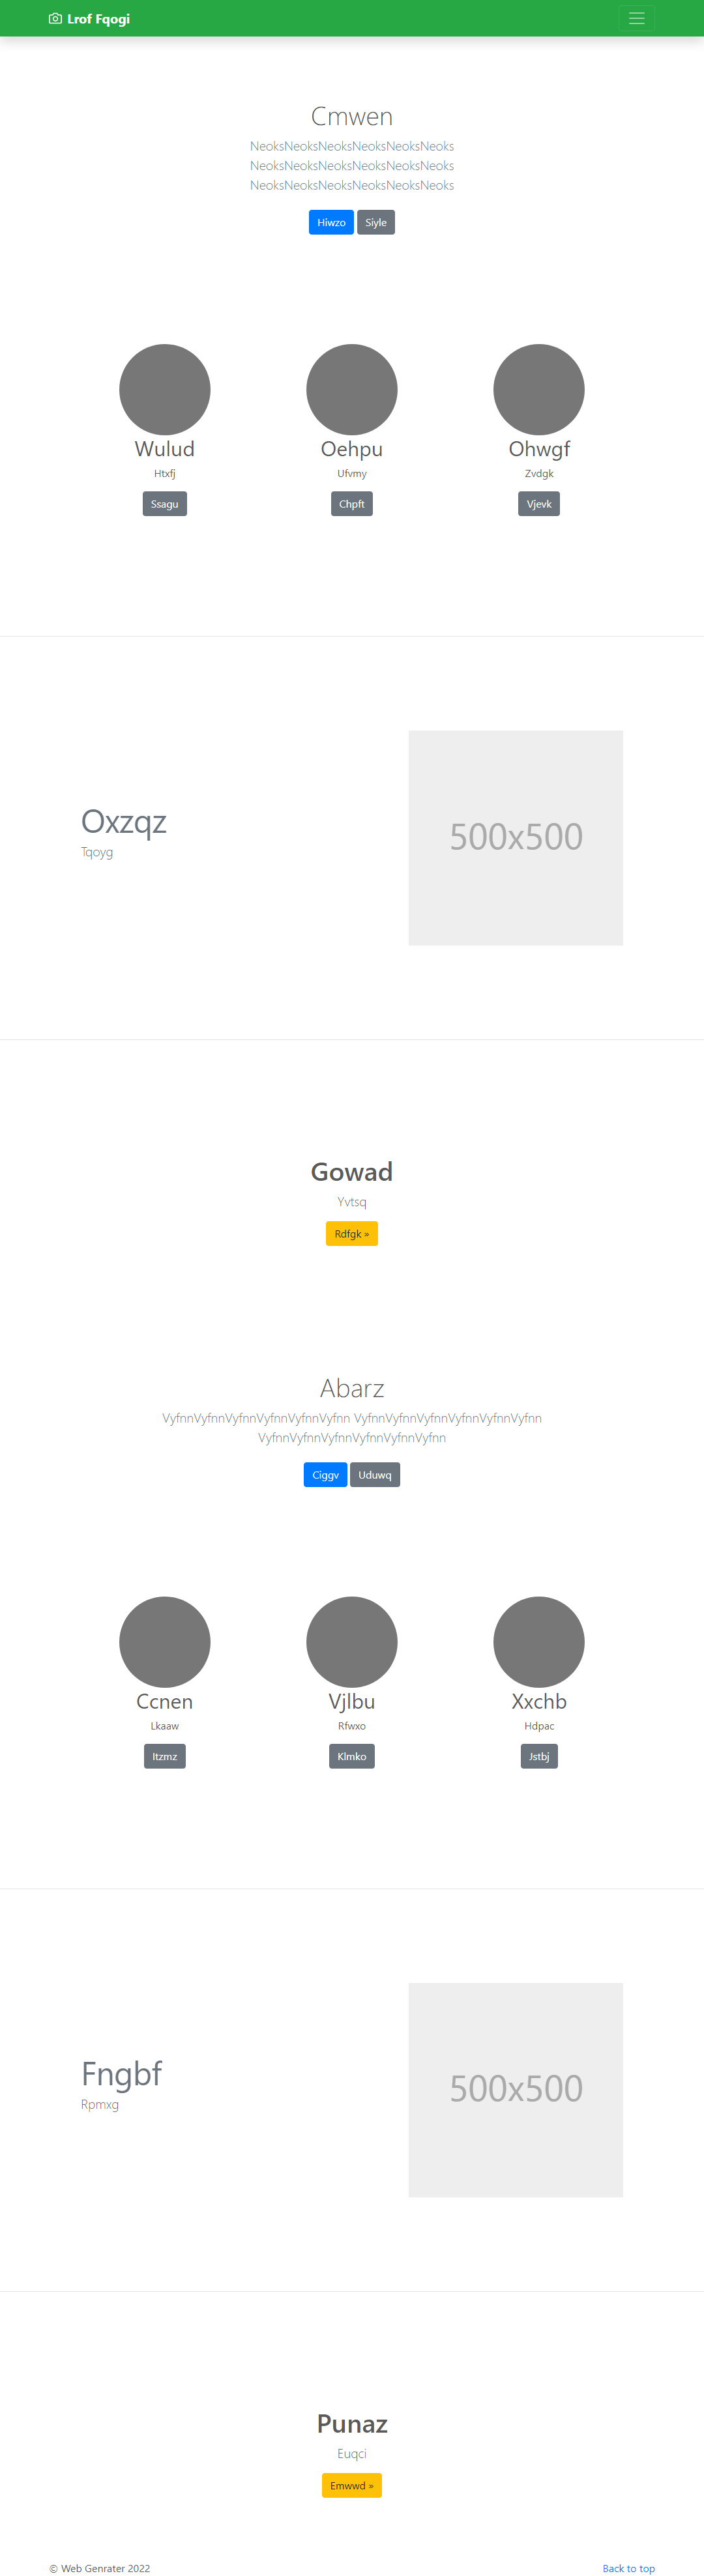 Lrof Fqogi
Cmwen
NeoksNeoksNeoksNeoksNeoksNeoks
NeoksNeoksNeoksNeoksNeoksNeoks
NeoksNeoksNeoksNeoksNeoksNeoks
Hiwzo Siyle
Wulud Oehpu Ohwgf
Htxfj Ufvmy Zvdgk
Ssagu Chpft Vjevk
Oxzqz
Tqoyg
500x500
Gowad
Yvtsq
Rdfgk »
Abarz
VyfnnVyfnnVyfnnVyfnnVyfnnVyfnn VyfnnVyfnnVyfnnVyfnnVyfnnVyfnn
VyfnnVyfnnVyfnnVyfnnVyfnnVyfnn
Ciggv Uduwq
Ccnen Vjlbu Xxchb
Lkaaw Rfwxo Hdpac
Itzmz Klmko Jstbj
Fngbf
Rpmxg
500x500
Punaz
Euqci
Emwwd »
© Web Genrater 2022 Back to top